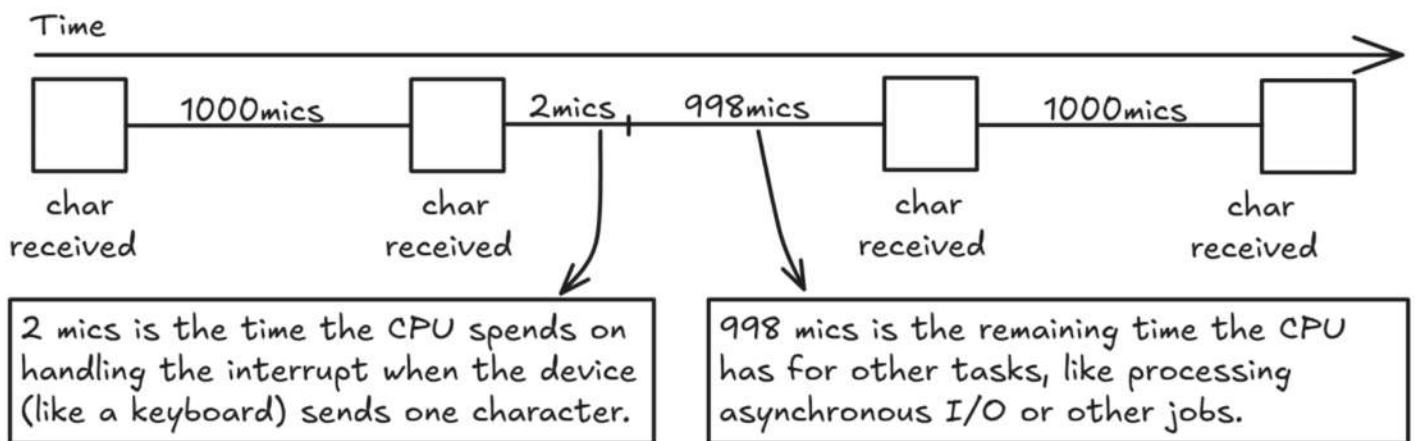 Time
1000mics
2mics
998mics
1000mics
char
received
char
received
char
received
char
received
2 mics is the time the CPU spends on
handling the interrupt when the device
(like a keyboard) sends one character.
998 mics is the remaining time the CPU
has for other tasks, like processing
asynchronous I/O or other jobs.